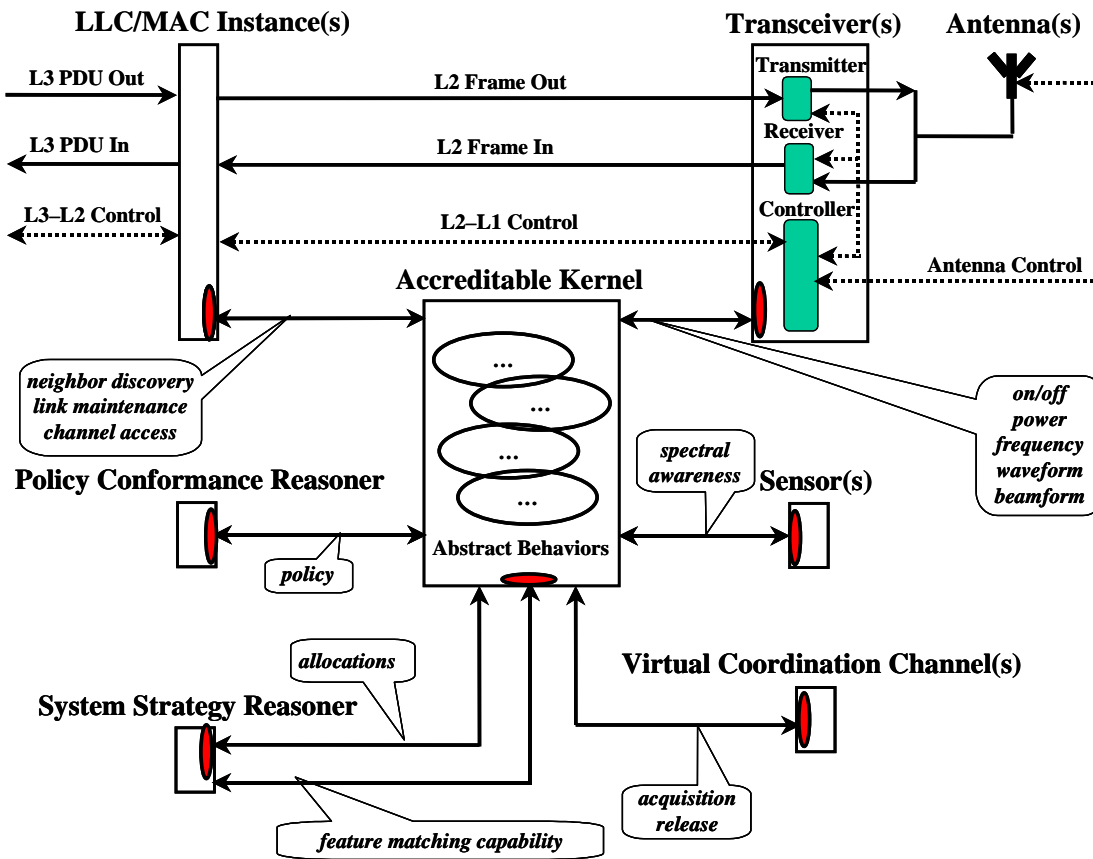 LLC/MAC Instance(s)
Transceiver(s)
Antenna(s)
L3 PDU Out
L2 Frame Out
Transmitter
Receiver
L3 PDU In
L2 Frame In
L3–L2 Control
L2–L1 Control
Controller
Antenna Control
Accreditable Kernel
neighbor discovery
link maintenance
channel access
...
...
...
...
Abstract Behaviors
on/off
power
frequency
waveform
beamform
Policy Conformance Reasoner
policy
spectral
awareness
Sensor(s)
allocations
System Strategy Reasoner
feature matching capability
Virtual Coordination Channel(s)
acquisition
release